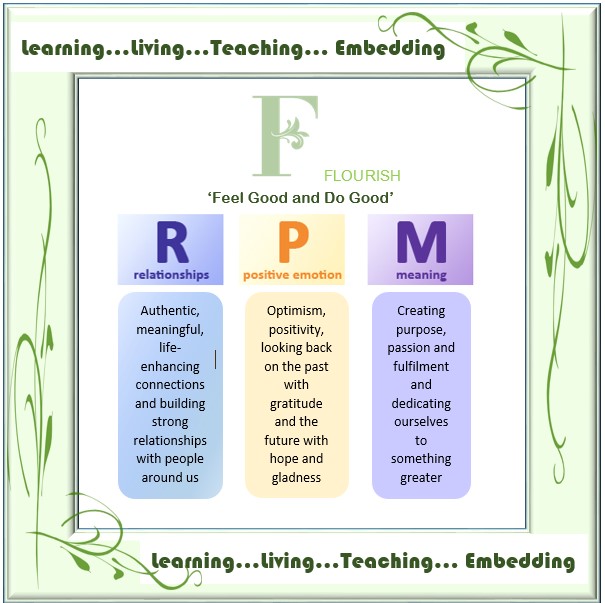 Learning...Living...Teaching... Embedding
F
FLOURISH
‘Feel Good and Do Good’
R
relationships
P
positive emotion
M
meaning
Authentic,
meaningful,
life-
enhancing
connections
and building
strong
relationships
with people
around us
Optimism,
positivity,
looking back
on the past
with
gratitude
and the
future with
hope and
gladness
Creating
purpose,
passion and
fulfilment
and
dedicating
ourselves
to
something
greater
Learning...Living...Teaching... Embedding